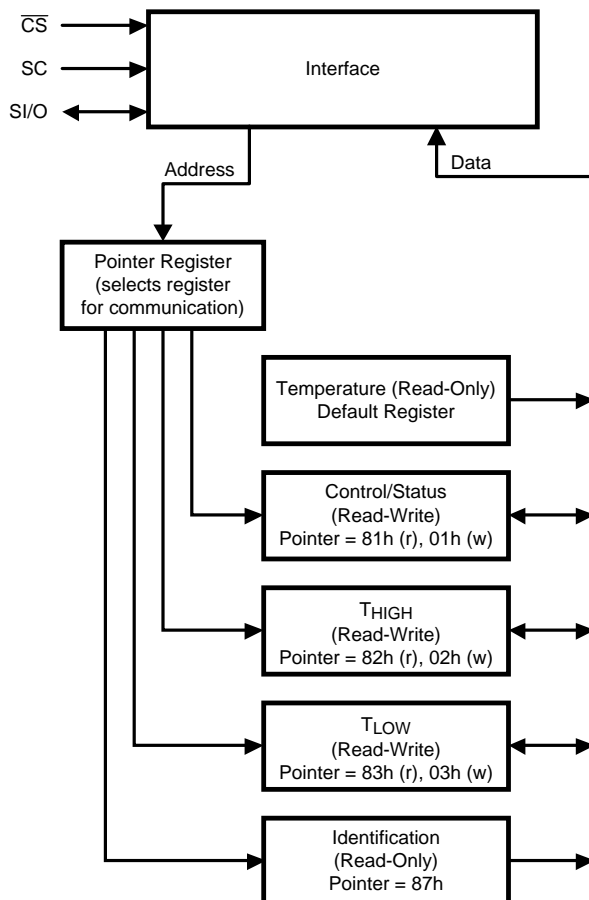 C̅S̅
SC
SI/O
Interface
Address
Data
Pointer Register
(selects register
for communication)
Temperature (Read-Only)
Default Register
Control/Status
(Read-Write)
Pointer = 81h (r), 01h (w)
THIGH
(Read-Write)
Pointer = 82h (r), 02h (w)
TLOW
(Read-Write)
Pointer = 83h (r), 03h (w)
Identification
(Read-Only)
Pointer = 87h